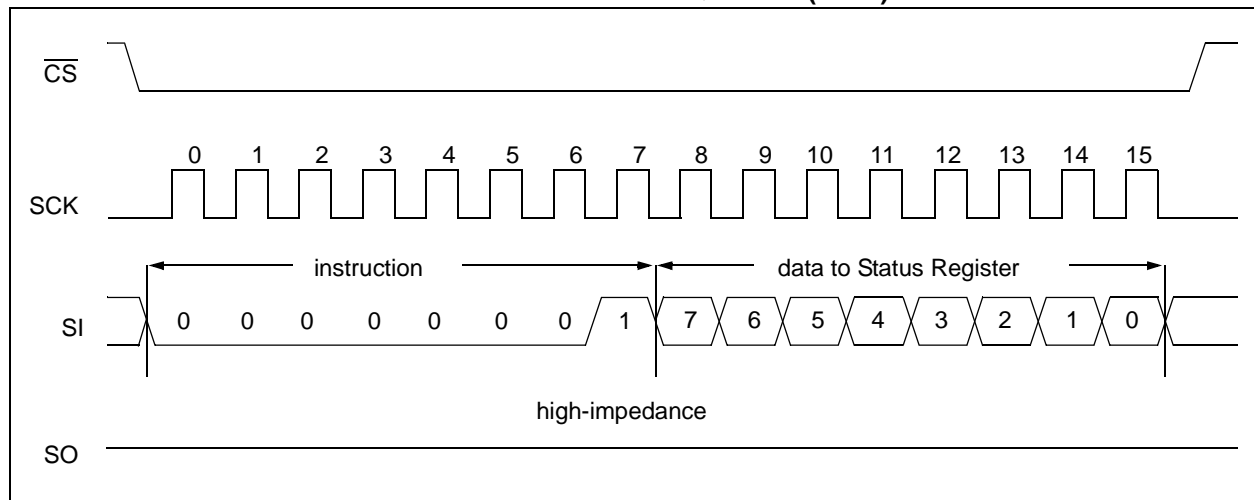 CS
0 1 2 3 4 5 6 7 8 9 10 11 12 13 14 15
SCK
instruction data to Status Register
SI 0 0 0 0 0 0 0 1 7 6 5 4 3 2 1 0
high-impedance
SO